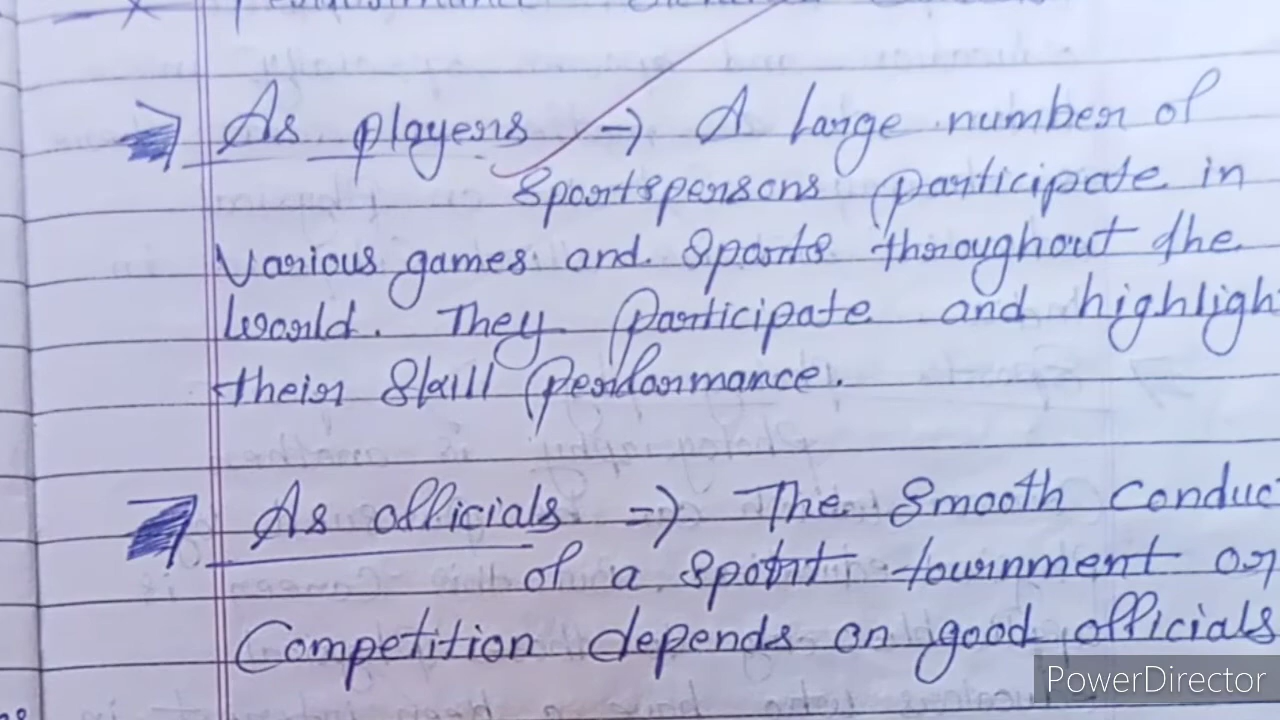 As players → A large number of
sportspersons participate in
various games and sports throughout the
world. They participate and highligh
their skill performance.
As officials ⇒ The smooth conduc
of a sport tournment or
Competition depends on good officials
PowerDirector